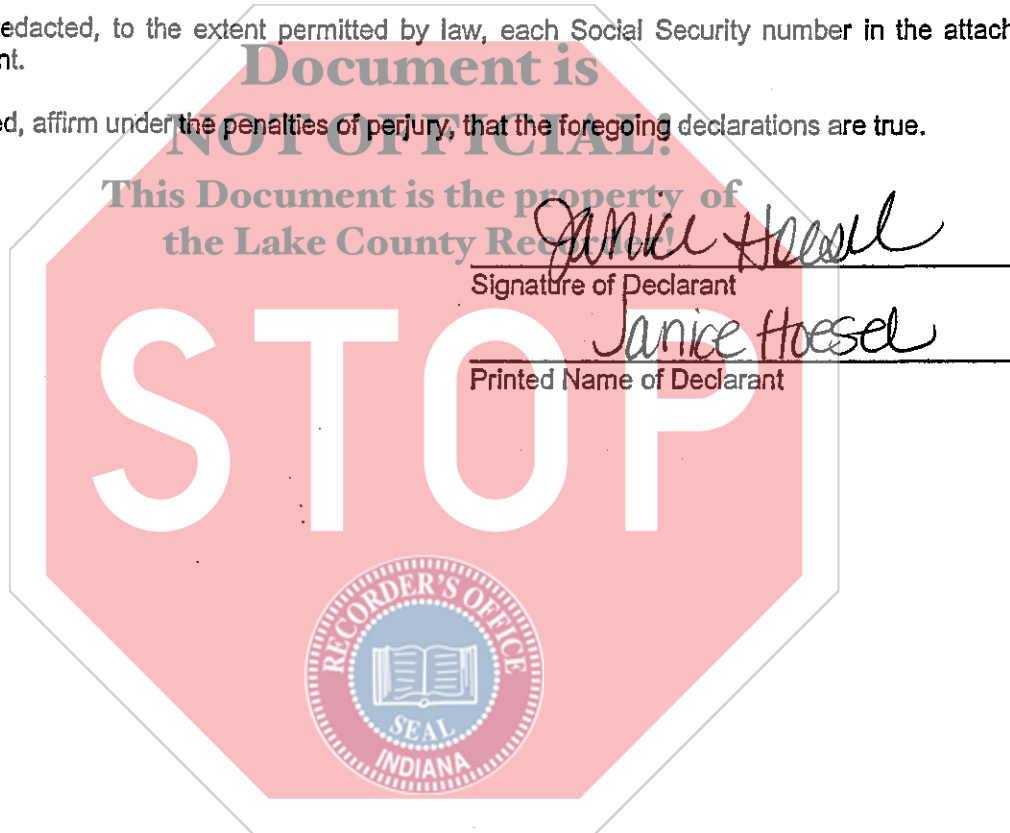 edacted, to the extent permitted by law, each Social Security number in the attach
nt.
Document is
ed, affirm under the penalties of perjury, that the foregoing declarations are true.
NOT OFFICIAL!
This Document is the property of
the Lake County Recorder!
Janice Hoesel
Signature of Declarant
Janice Hoesel
Printed Name of Declarant
STOP
RECORDER'S OFFICE
SEAL
INDIANA